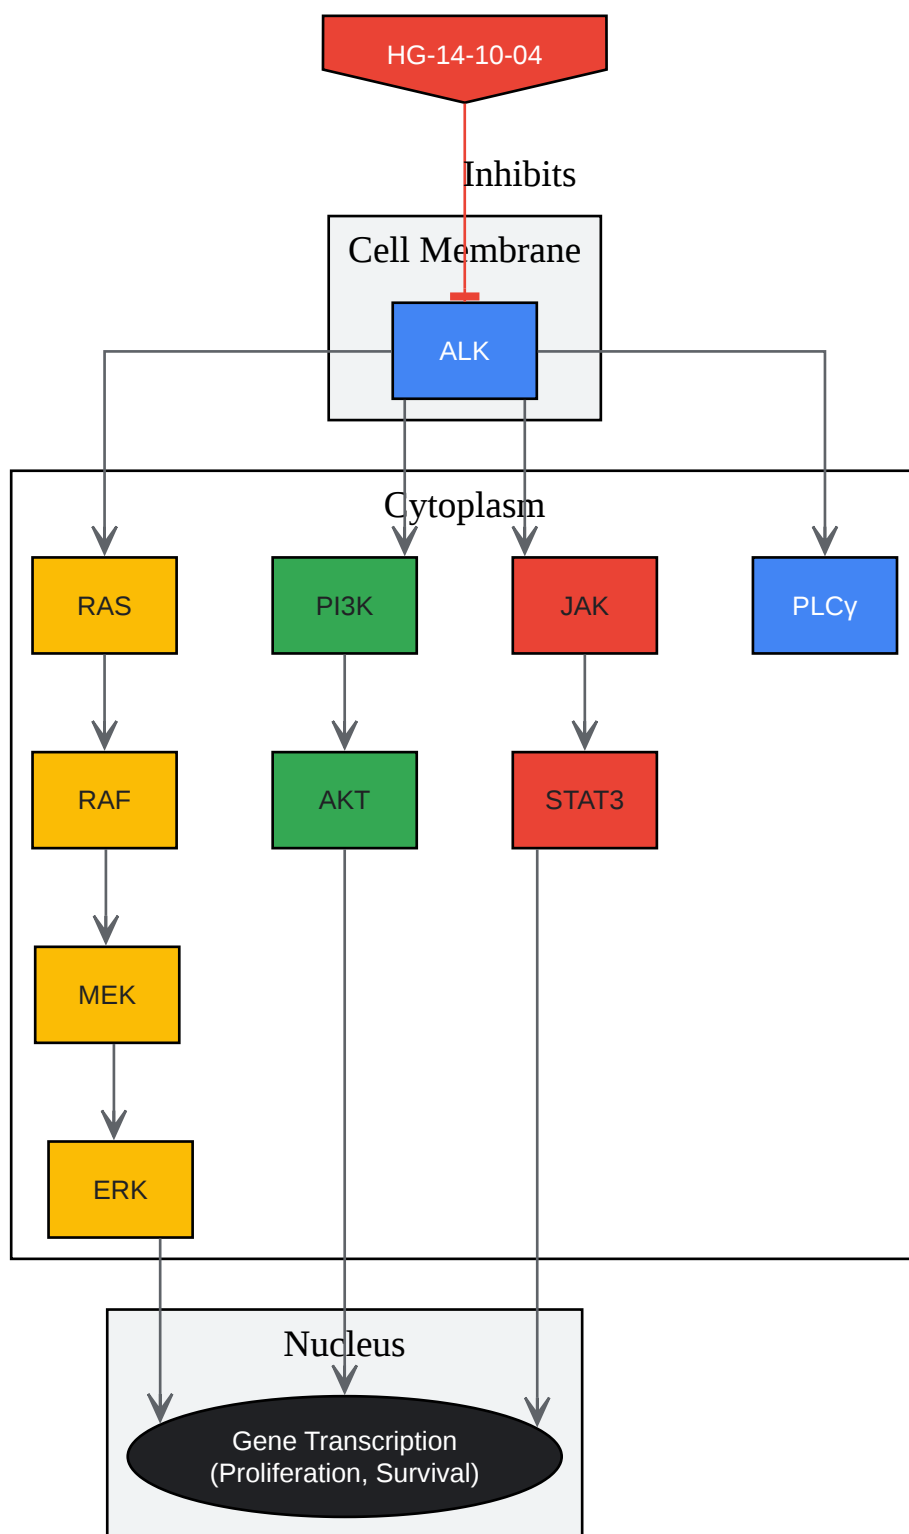 HG-14-10-04
Inhibits
Cell Membrane
ALK
Cytoplasm
RAS
PI3K
JAK
PLCγ
RAF
AKT
STAT3
MEK
ERK
Nucleus
Gene Transcription
(Proliferation, Survival)